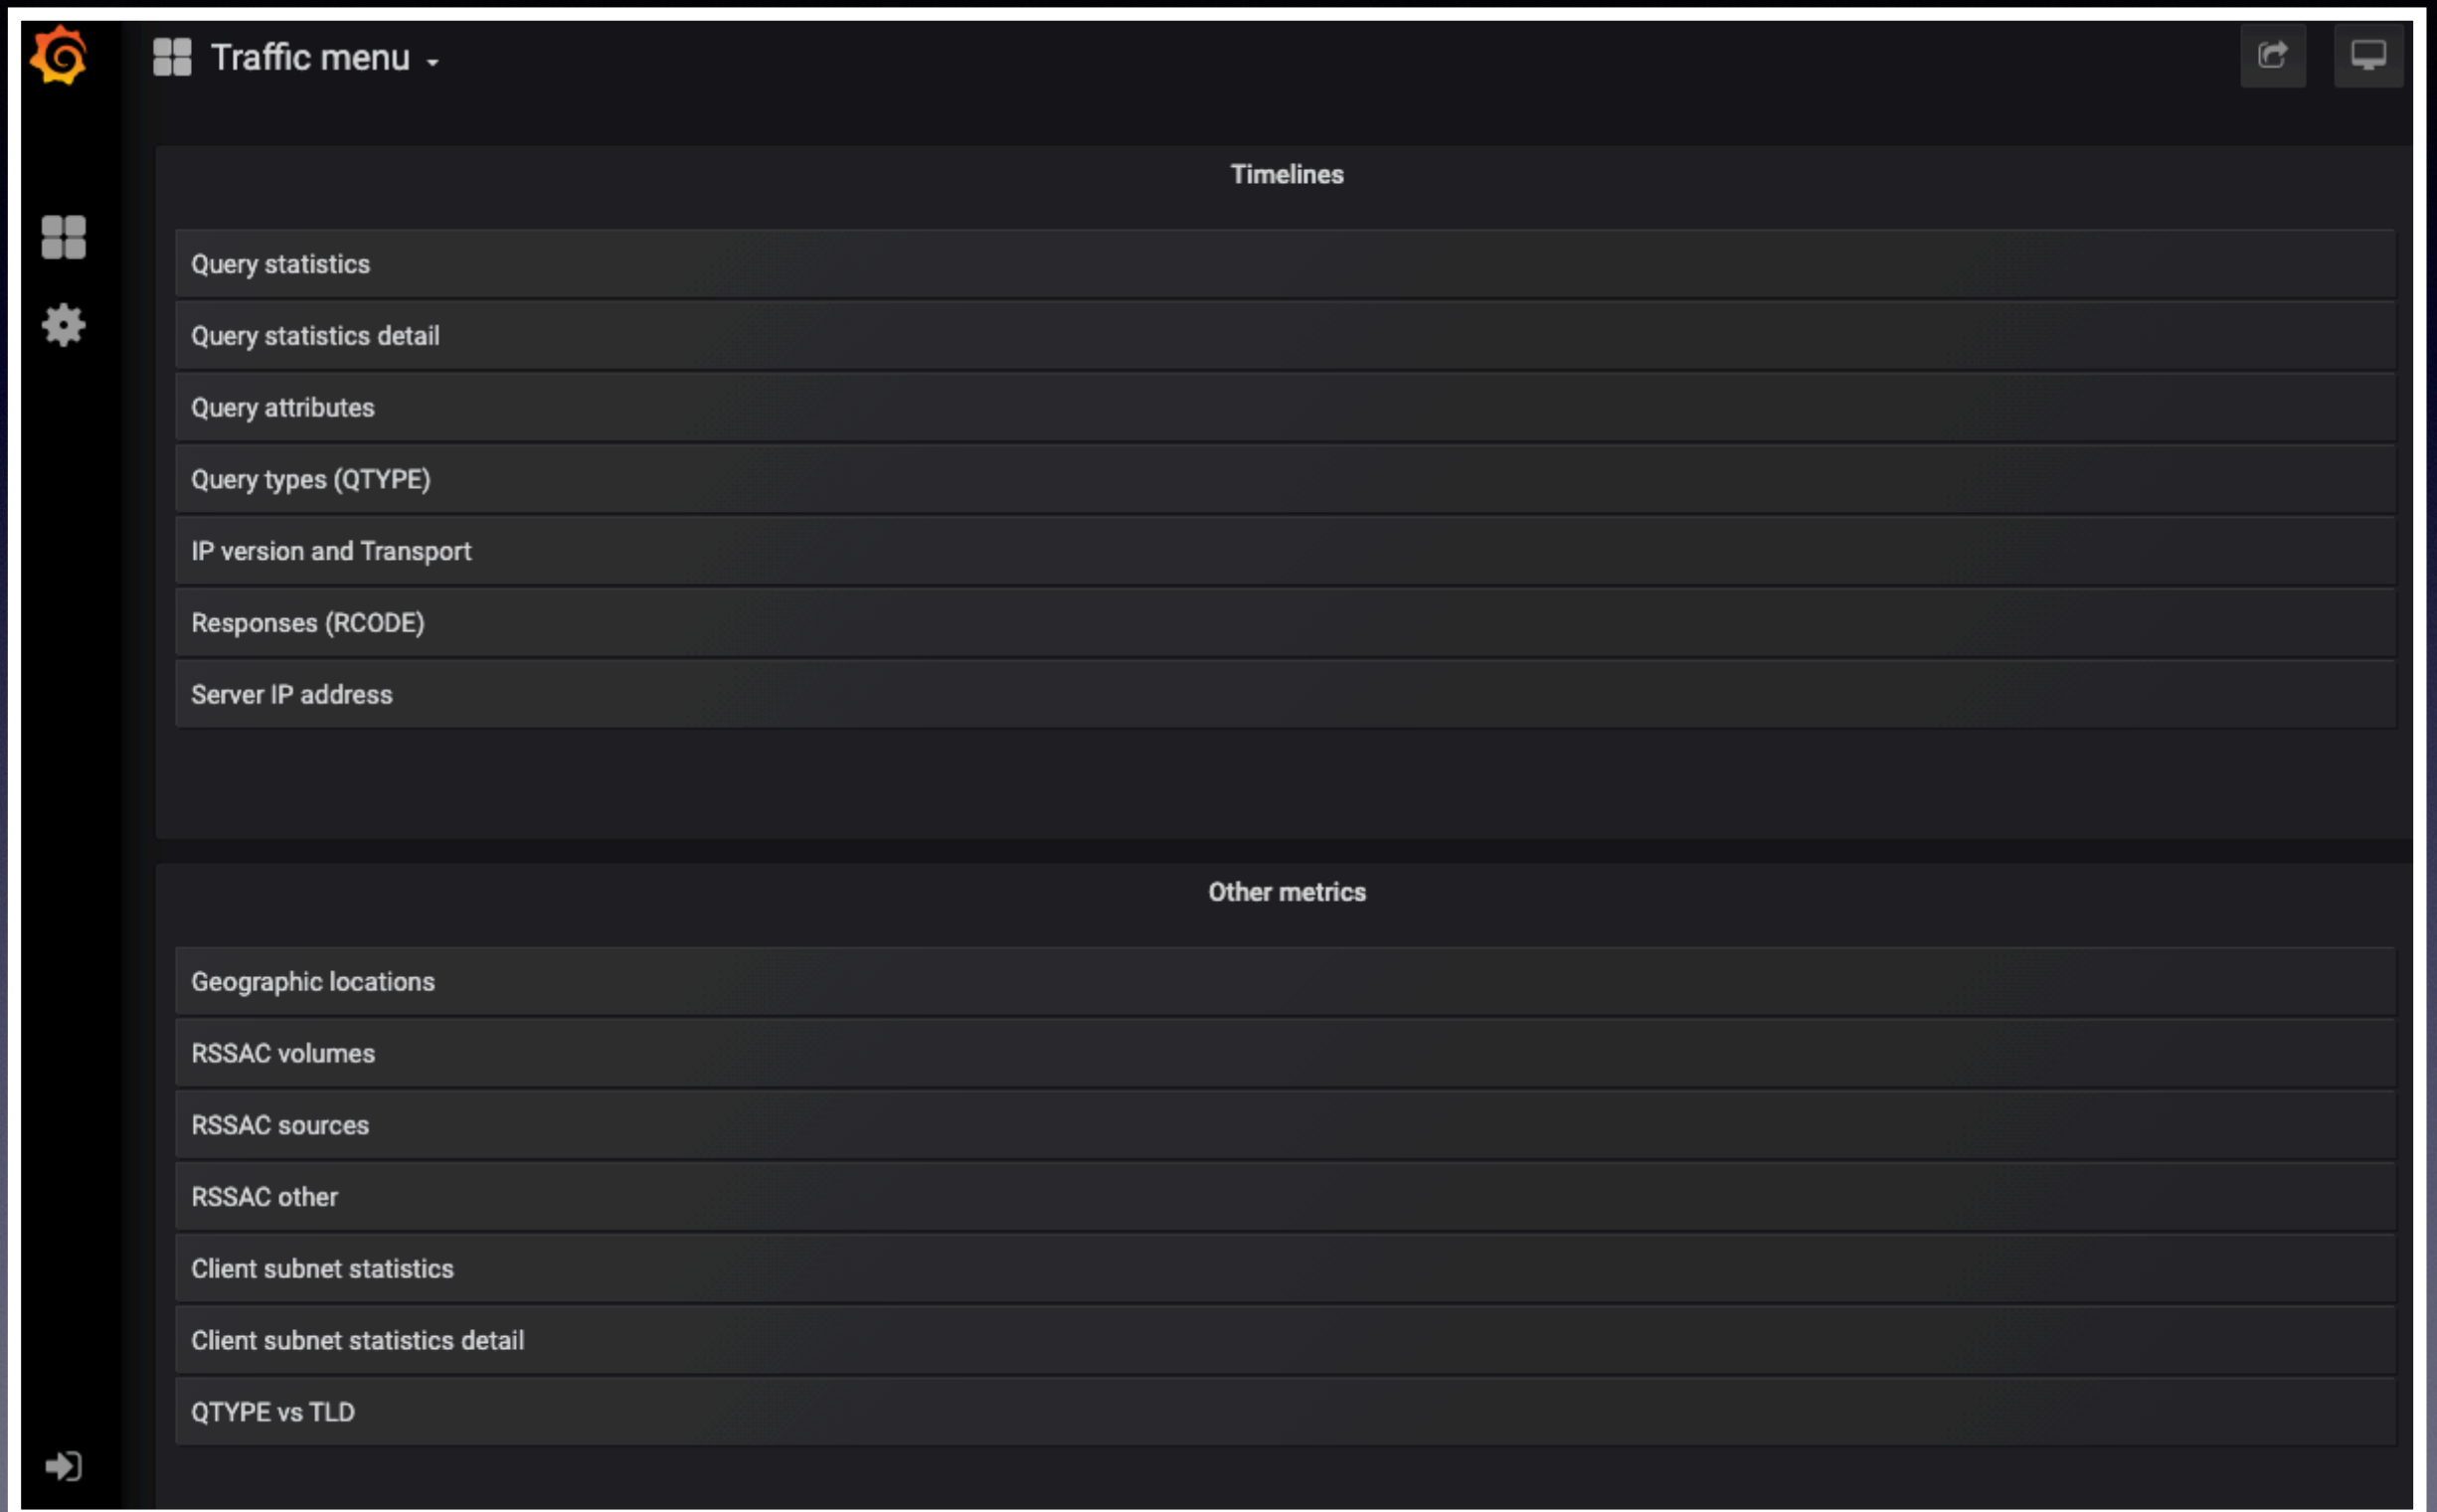 Traffic menu
Timelines
Query statistics
Query statistics detail
Query attributes
Query types (QTYPE)
IP version and Transport
Responses (RCODE)
Server IP address
Other metrics
Geographic locations
RSSAC volumes
RSSAC sources
RSSAC other
Client subnet statistics
Client subnet statistics detail
QTYPE vs TLD